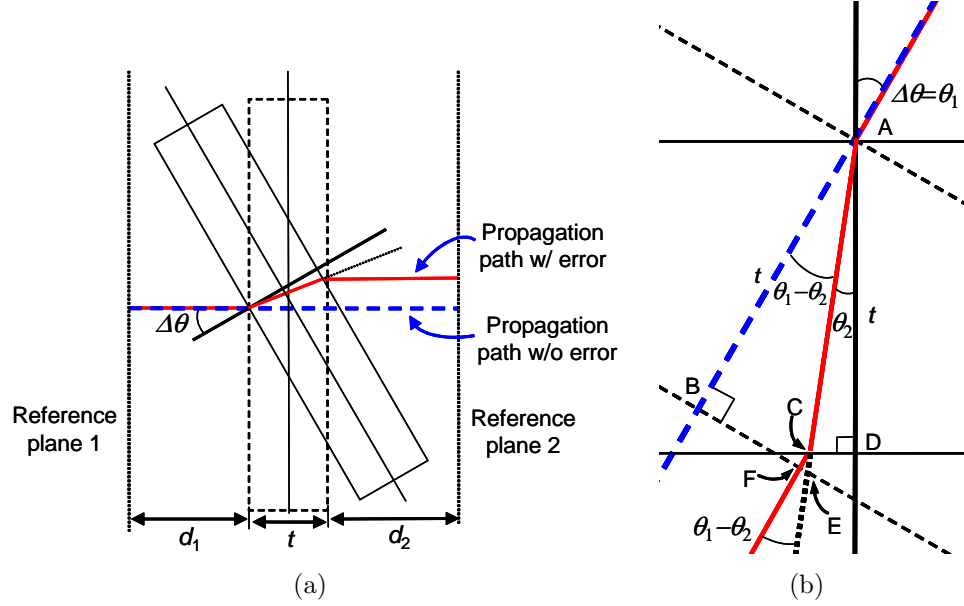 Propagation
path w/ error
Δθ
Propagation
path w/o error
Reference
plane 1
Reference
plane 2
d₁
t
d₂
(a)
Δθ=θ₁
A
t
θ₁−θ₂
θ₂
t
B
C
D
F
E
θ₁−θ₂
(b)